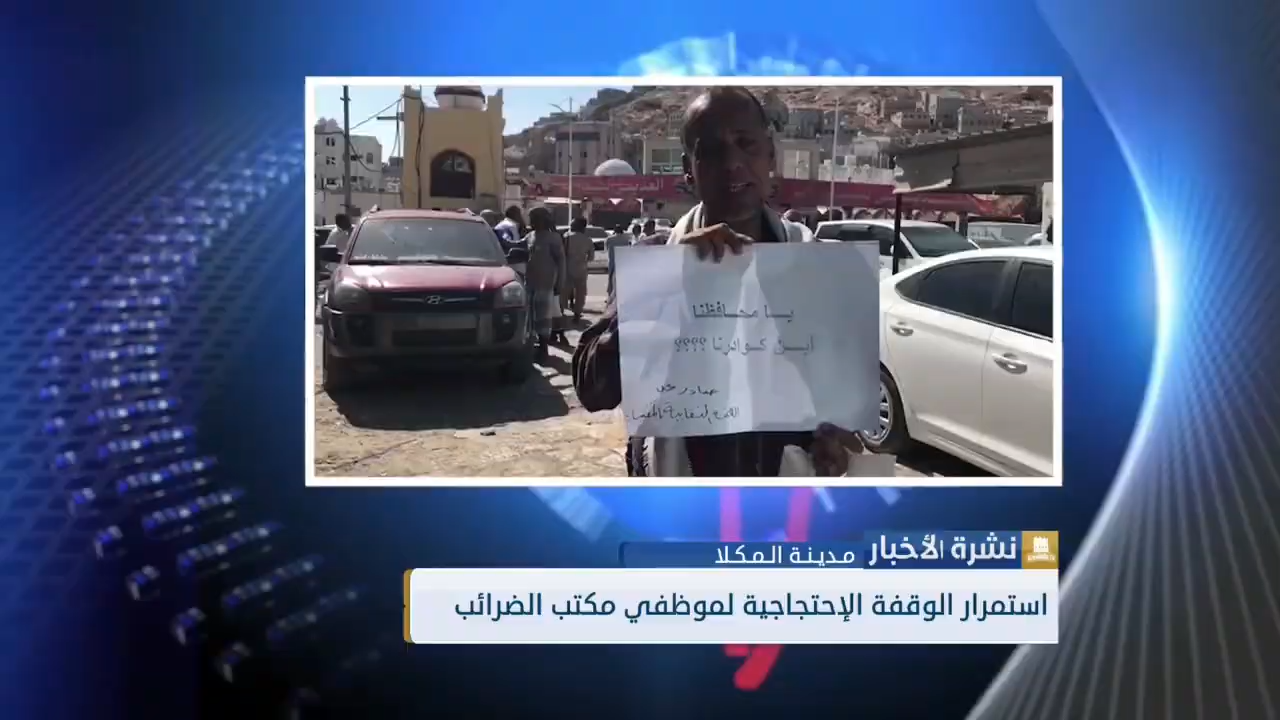 يا محافظنا
أين كوادرنا ؟؟؟؟
نشرة الأخبار
مدينة المكلا
استمرار الوقفة الإحتجاجية لموظفي مكتب الضرائب